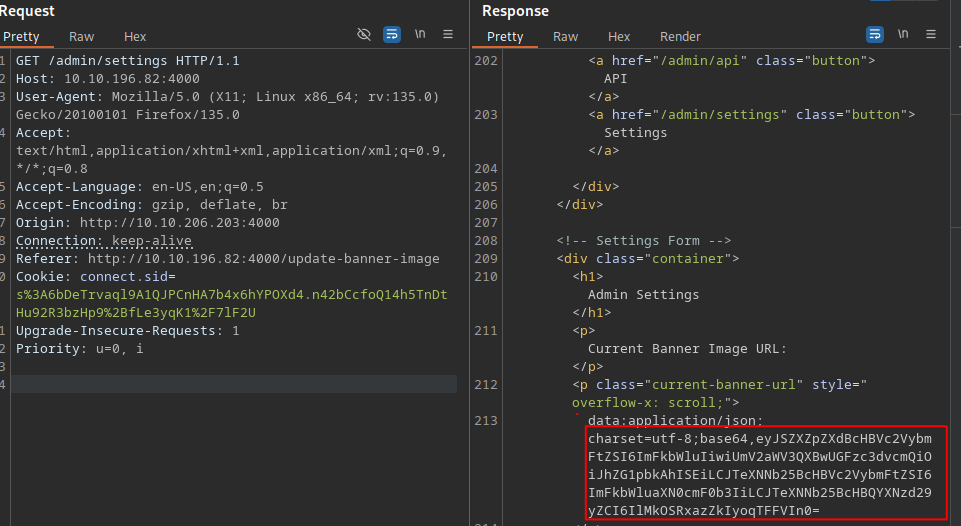 Request
Response
Pretty Raw Hex \n
Pretty Raw Hex Render \n
1 GET /admin/settings HTTP/1.1
2 Host: 10.10.196.82:4000
3 User-Agent: Mozilla/5.0 (X11; Linux x86_64; rv:135.0)
Gecko/20100101 Firefox/135.0
4 Accept:
text/html,application/xhtml+xml,application/xml;q=0.9,
*/*;q=0.8
5 Accept-Language: en-US,en;q=0.5
6 Accept-Encoding: gzip, deflate, br
7 Origin: http://10.10.206.203:4000
8 Connection: keep-alive
9 Referer: http://10.10.196.82:4000/update-banner-image
0 Cookie: connect.sid=
s%3A6bDeTrvaql9A1QJPCnHA7b4x6hYPOXd4.n42bCcfoQ14h5TnDt
Hu92R3bzHp9%2BfLe3yqK1%2F7lF2U
1 Upgrade-Insecure-Requests: 1
2 Priority: u=0, i
3
4
202 <a href="/admin/api" class="button">
API
</a>
203 <a href="/admin/settings" class="button">
Settings
</a>
204
205 </div>
206 </div>
207
208 <!-- Settings Form -->
209 <div class="container">
210 <h1>
Admin Settings
</h1>
211 <p>
Current Banner Image URL:
</p>
212 <p class="current-banner-url" style="
overflow-x: scroll;">
213 data:application/json;
charset=utf-8;base64,eyJSZXZpZXdBcHBVc2Vybm
FtZSI6ImFkbWluIiwiUmV2aWV3QXBwUGFzc3dvcmQiO
iJhZG1pbkAhISEiLCJTeXNNb25BcHBVc2VybmFtZSI6
ImFkbWluaXN0cmF0b3IiLCJTeXNNb25BcHBQYXNzd29
yZCI6IlMkOSRxazZkIyoqTFFVIn0=